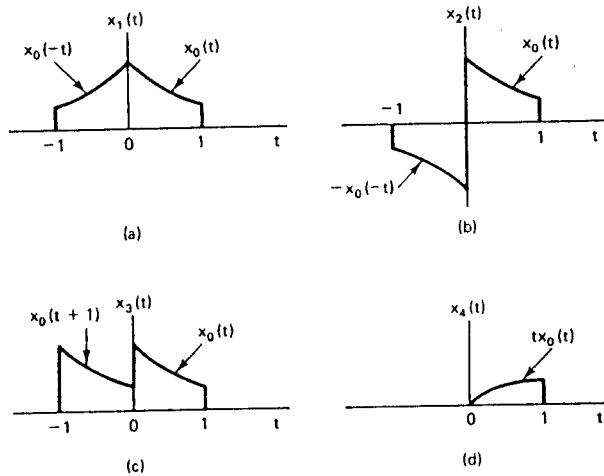 x₁(t)
x₀(-t)
x₀(t)
-1
0
1
t
(a)
x₂(t)
x₀(t)
-1
1
t
-x₀(-t)
(b)
x₃(t)
x₀(t + 1)
x₀(t)
-1
0
1
t
(c)
x₄(t)
tx₀(t)
0
1
t
(d)